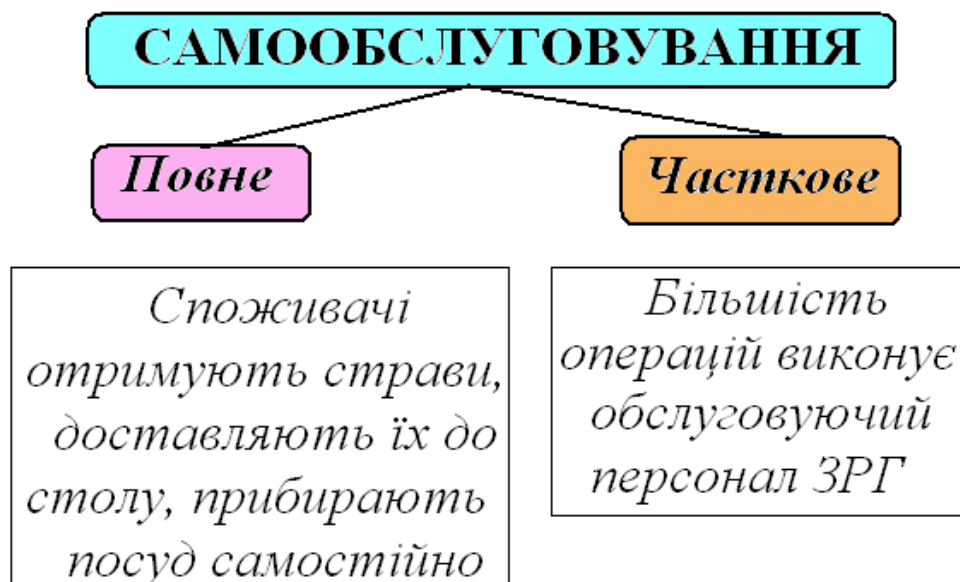 САМООБСЛУГОВУВАННЯ
Повне
Часткове
Споживачі
отримують страви,
доставляють їх до
столу, прибирають
посуд самостійно
Більшість
операцій виконує
обслуговуючий
персонал ЗРГ